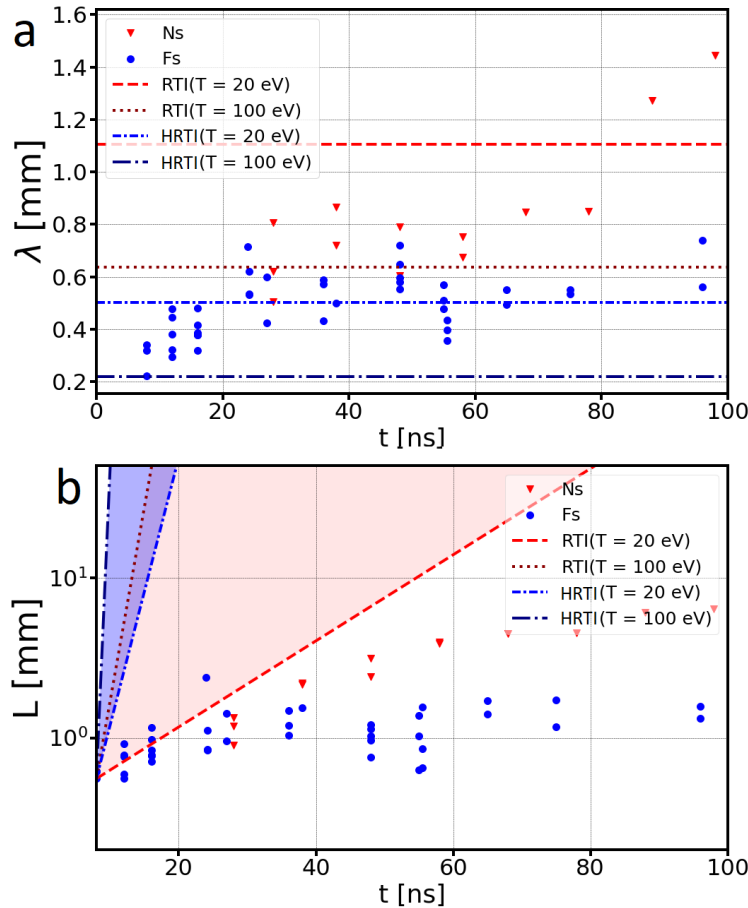 a
1.6
1.4
1.2
1.0
0.8
0.6
0.4
0.2
λ [mm]
Ns
Fs
RTI(T = 20 eV)
RTI(T = 100 eV)
HRTI(T = 20 eV)
HRTI(T = 100 eV)
0 20 40 60 80 100
t [ns]
b
10¹
10⁰
L [mm]
Ns
Fs
RTI(T = 20 eV)
RTI(T = 100 eV)
HRTI(T = 20 eV)
HRTI(T = 100 eV)
20 40 60 80 100
t [ns]